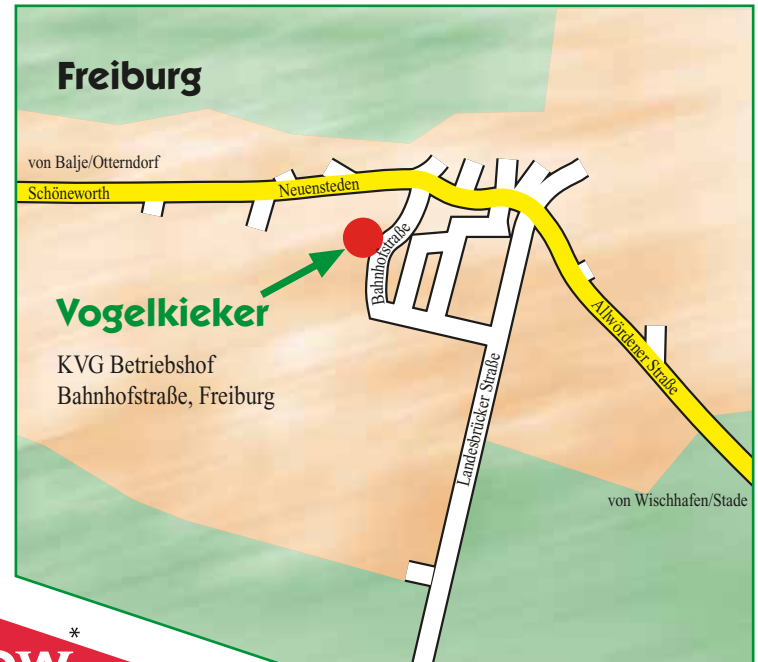 Freiburg
von Balje/Otterndorf
Schöneworth
Neuensteden
Bahnhofstraße
Vogelkieker
KVG Betriebshof
Bahnhofstraße, Freiburg
Allwördener Straße
Landesbrücker Straße
von Wischhafen/Stade
*